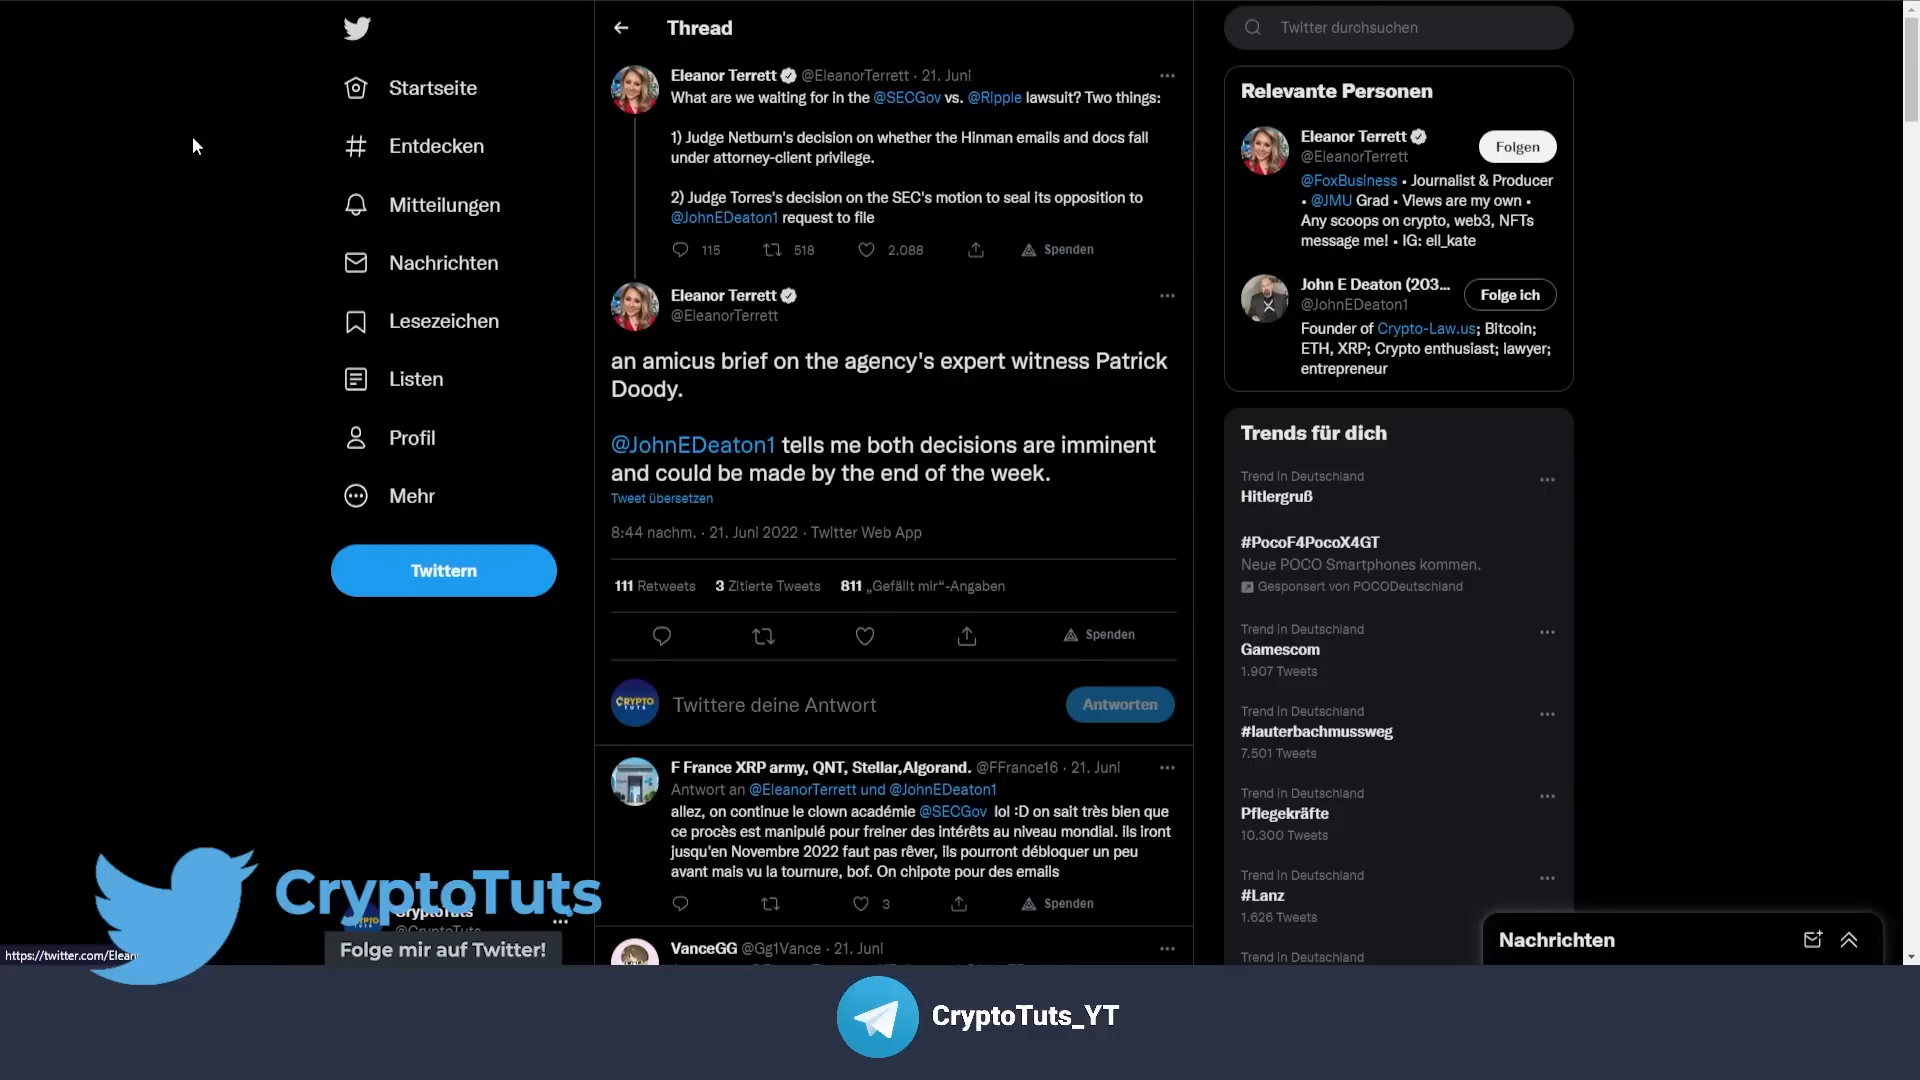 Startseite
Entdecken
Mitteilungen
Nachrichten
Lesezeichen
Listen
Profil
Mehr
Twittern
Thread
Eleanor Terrett @EleanorTerrett · 21. Juni
What are we waiting for in the @SECGov vs. @Ripple lawsuit? Two things:
1) Judge Netburn's decision on whether the Hinman emails and docs fall
under attorney-client privilege.
2) Judge Torres's decision on the SEC's motion to seal its opposition to
@JohnEDeaton1 request to file
115 518 2.088 Spenden
Eleanor Terrett
@EleanorTerrett
an amicus brief on the agency's expert witness Patrick
Doody.
@JohnEDeaton1 tells me both decisions are imminent
and could be made by the end of the week.
Tweet übersetzen
8:44 nachm. · 21. Juni 2022 · Twitter Web App
111 Retweets 3 Zitierte Tweets 811 „Gefällt mir“-Angaben
Spenden
CRYPTO
TUTS
Twittere deine Antwort
Antworten
F France XRP army, QNT, Stellar,Algorand. @FFrance16 · 21. Juni
Antwort an @EleanorTerrett und @JohnEDeaton1
allez, on continue le clown académie @SECGov lol :D on sait très bien que
ce procès est manipulé pour freiner des intérêts au niveau mondial. ils iront
jusqu'en Novembre 2022 faut pas rêver, ils pourront débloquer un peu
avant mais vu la tournure, bof. On chipote pour des emails
3 Spenden
VanceGG @Gg1Vance · 21. Juni
Twitter durchsuchen
Relevante Personen
Eleanor Terrett
@EleanorTerrett
Folgen
@FoxBusiness • Journalist & Producer
• @JMU Grad • Views are my own •
Any scoops on crypto, web3, NFTs
message me! • IG: ell_kate
John E Deaton (203...
@JohnEDeaton1
Folge ich
Founder of Crypto-Law.us; Bitcoin;
ETH, XRP; Crypto enthusiast; lawyer;
entrepreneur
Trends für dich
Trend in Deutschland
Hitlergruß
#PocoF4PocoX4GT
Neue POCO Smartphones kommen.
Gesponsert von POCODeutschland
Trend in Deutschland
Gamescom
1.907 Tweets
Trend in Deutschland
#lauterbachmussweg
7.501 Tweets
Trend in Deutschland
Pflegekräfte
10.300 Tweets
Trend in Deutschland
#Lanz
1.626 Tweets
Trend in Deutschland
Nachrichten
CryptoTuts
CryptoTuts
@CryptoTuts
Folge mir auf Twitter!
https://twitter.com/Elean
CryptoTuts_YT